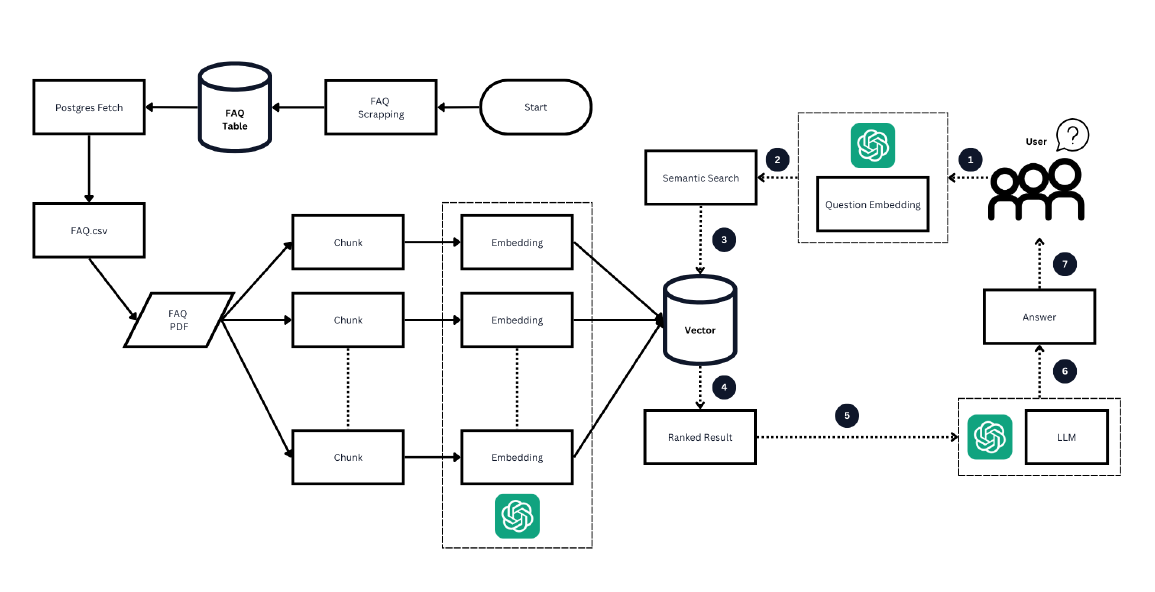 Start
FAQ
Scrapping
FAQ
Table
Postgres Fetch
FAQ.csv
FAQ
PDF
Chunk
Chunk
Chunk
Embedding
Embedding
Embedding
User
?
1
Question Embedding
2
Semantic Search
3
Vector
4
Ranked Result
5
LLM
6
Answer
7